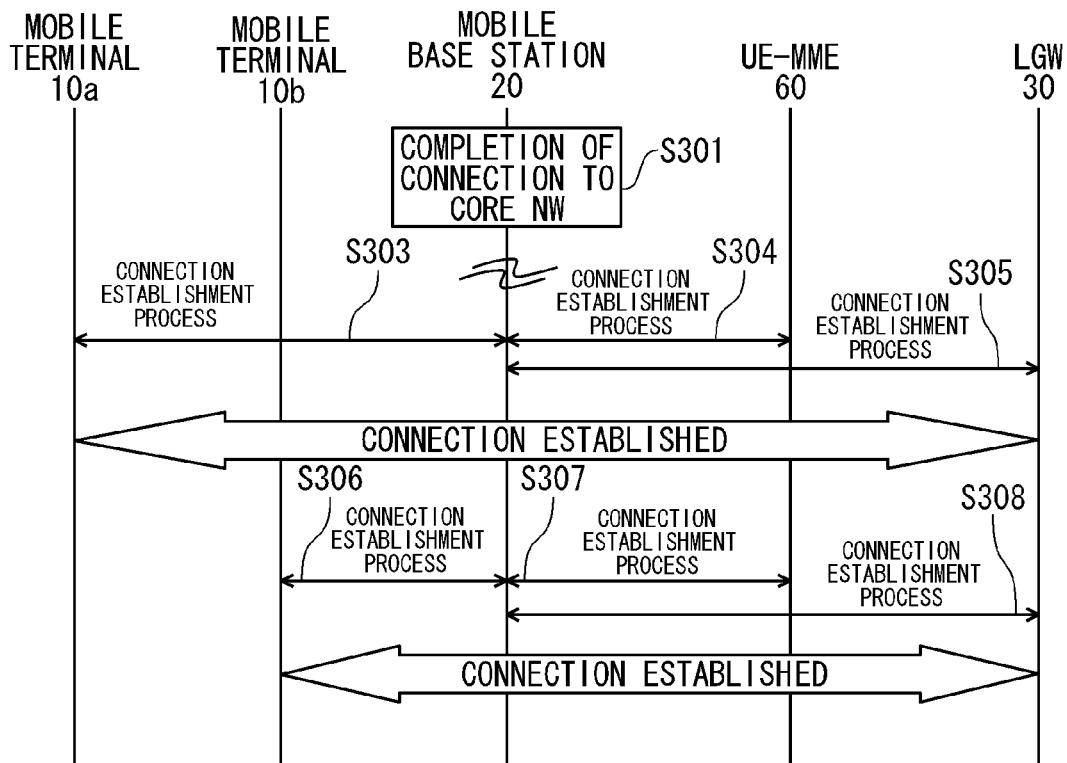 MOBILE
TERMINAL
10a
MOBILE
TERMINAL
10b
MOBILE
BASE STATION
20
UE-MME
60
LGW
30
COMPLETION OF
CONNECTION TO
CORE NW
S301
S303
CONNECTION
ESTABLISHMENT
PROCESS
S304
CONNECTION
ESTABLISHMENT
PROCESS
S305
CONNECTION
ESTABLISHMENT
PROCESS
CONNECTION ESTABLISHED
S306
CONNECTION
ESTABLISHMENT
PROCESS
S307
CONNECTION
ESTABLISHMENT
PROCESS
S308
CONNECTION
ESTABLISHMENT
PROCESS
CONNECTION ESTABLISHED